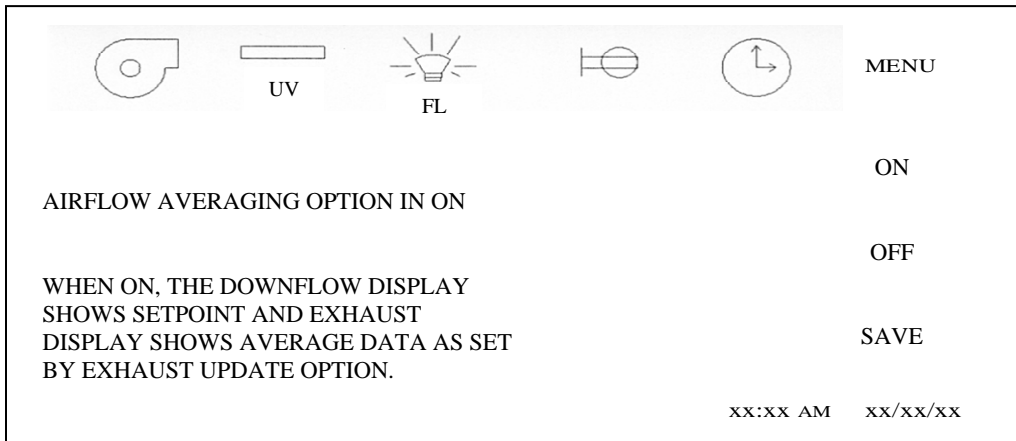 UV
FL
MENU
ON
AIRFLOW AVERAGING OPTION IN ON
OFF
WHEN ON, THE DOWNFLOW DISPLAY
SHOWS SETPOINT AND EXHAUST
DISPLAY SHOWS AVERAGE DATA AS SET
BY EXHAUST UPDATE OPTION.
SAVE
xx:xx AM xx/xx/xx